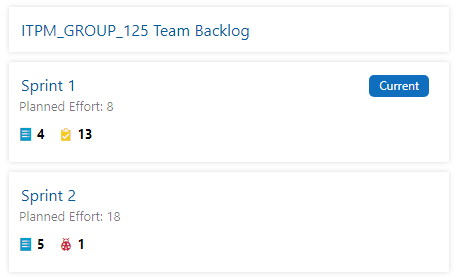 ITPM_GROUP_125 Team Backlog
Sprint 1
Current
Planned Effort: 8
4 13
Sprint 2
Planned Effort: 18
5 1